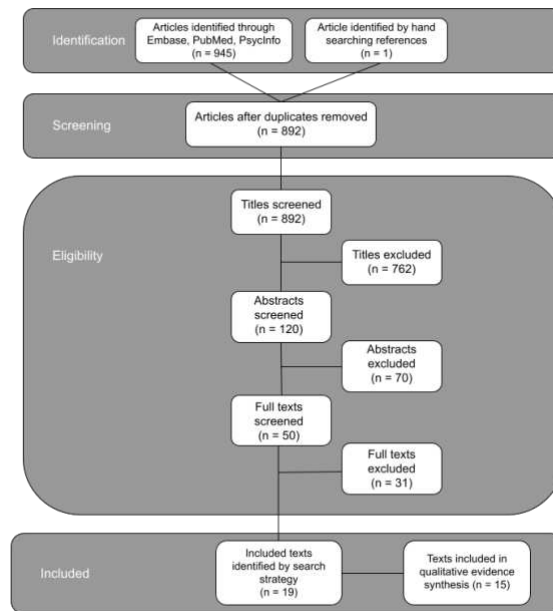 Identification
Articles identified through
Embase, PubMed, PsycInfo
(n = 945)
Article identified by hand
searching references
(n = 1)
Screening
Articles after duplicates removed
(n = 892)
Eligibility
Titles screened
(n = 892)
Titles excluded
(n = 762)
Abstracts
screened
(n = 120)
Abstracts
excluded
(n = 70)
Full texts
screened
(n = 50)
Full texts
excluded
(n = 31)
Included
Included texts
identified by search
strategy
(n = 19)
Texts included in
qualitative evidence
synthesis (n = 15)